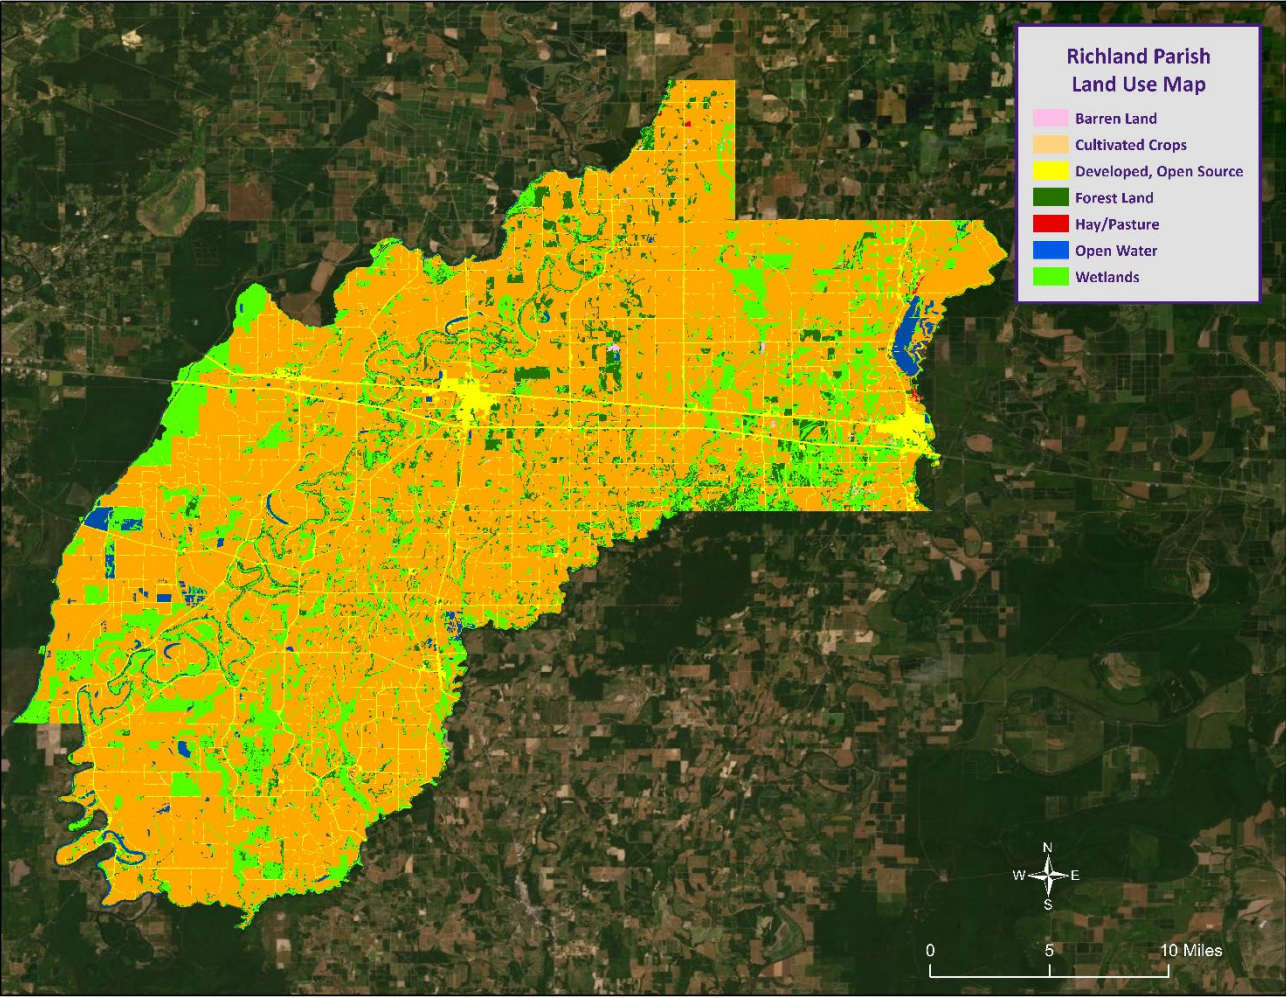 Richland Parish
Land Use Map
Barren Land
Cultivated Crops
Developed, Open Source
Forest Land
Hay/Pasture
Open Water
Wetlands
N
W E
S
0 5 10 Miles